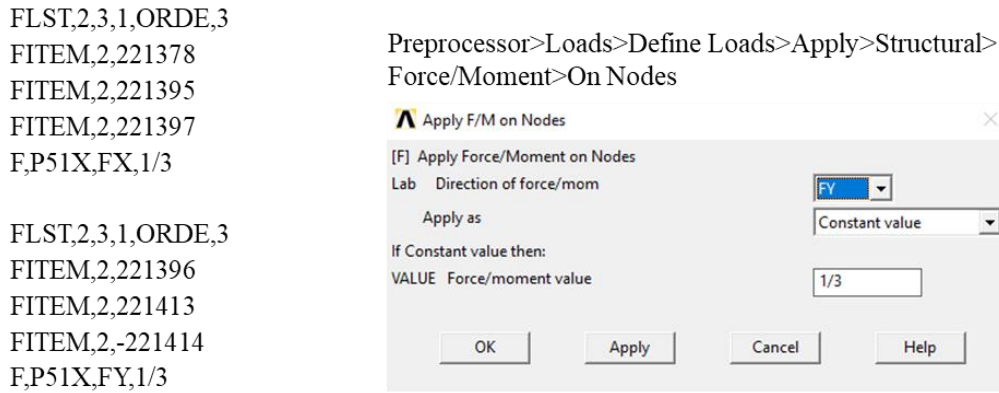 FLST,2,3,1,ORDE,3
FITEM,2,221378
FITEM,2,221395
FITEM,2,221397
F,P51X,FX,1/3
FLST,2,3,1,ORDE,3
FITEM,2,221396
FITEM,2,221413
FITEM,2,-221414
F,P51X,FY,1/3
Preprocessor>Loads>Define Loads>Apply>Structural>
Force/Moment>On Nodes
Apply F/M on Nodes
[F] Apply Force/Moment on Nodes
Lab Direction of force/mom FY
Apply as Constant value
If Constant value then:
VALUE Force/moment value 1/3
OK Apply Cancel Help